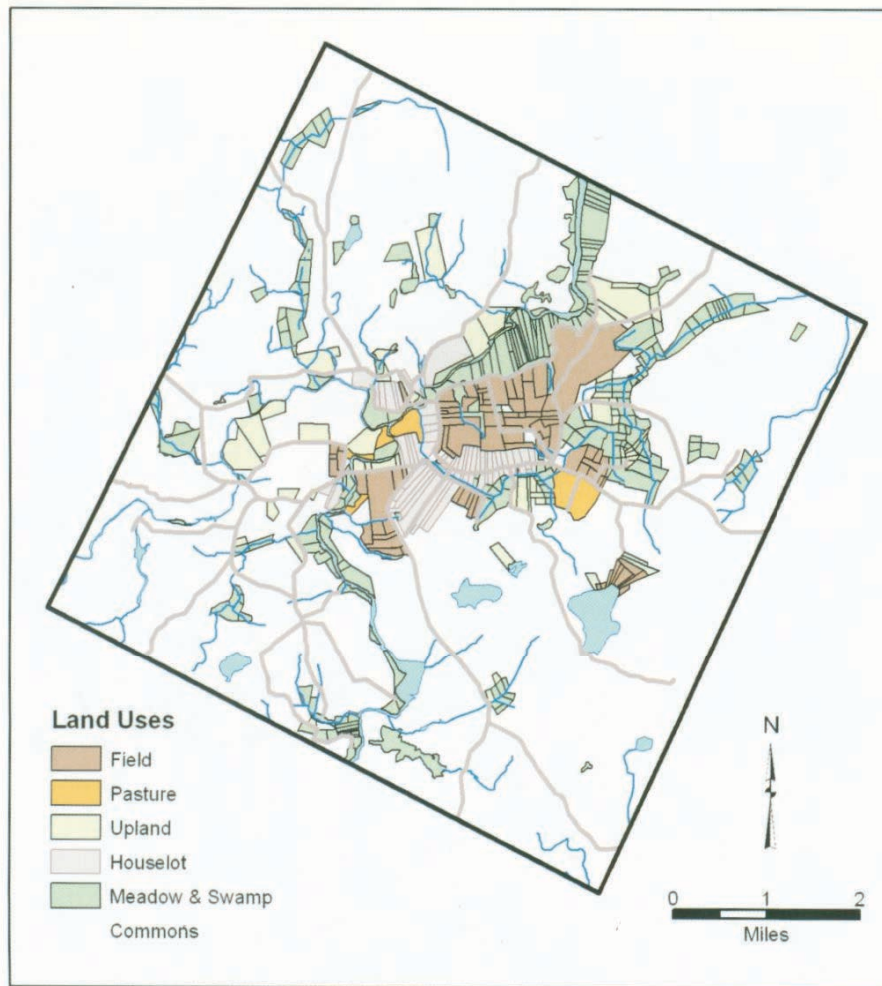 Land Uses
Field
Pasture
Upland
Houselot
Meadow & Swamp
Commons
N
0 1 2
Miles